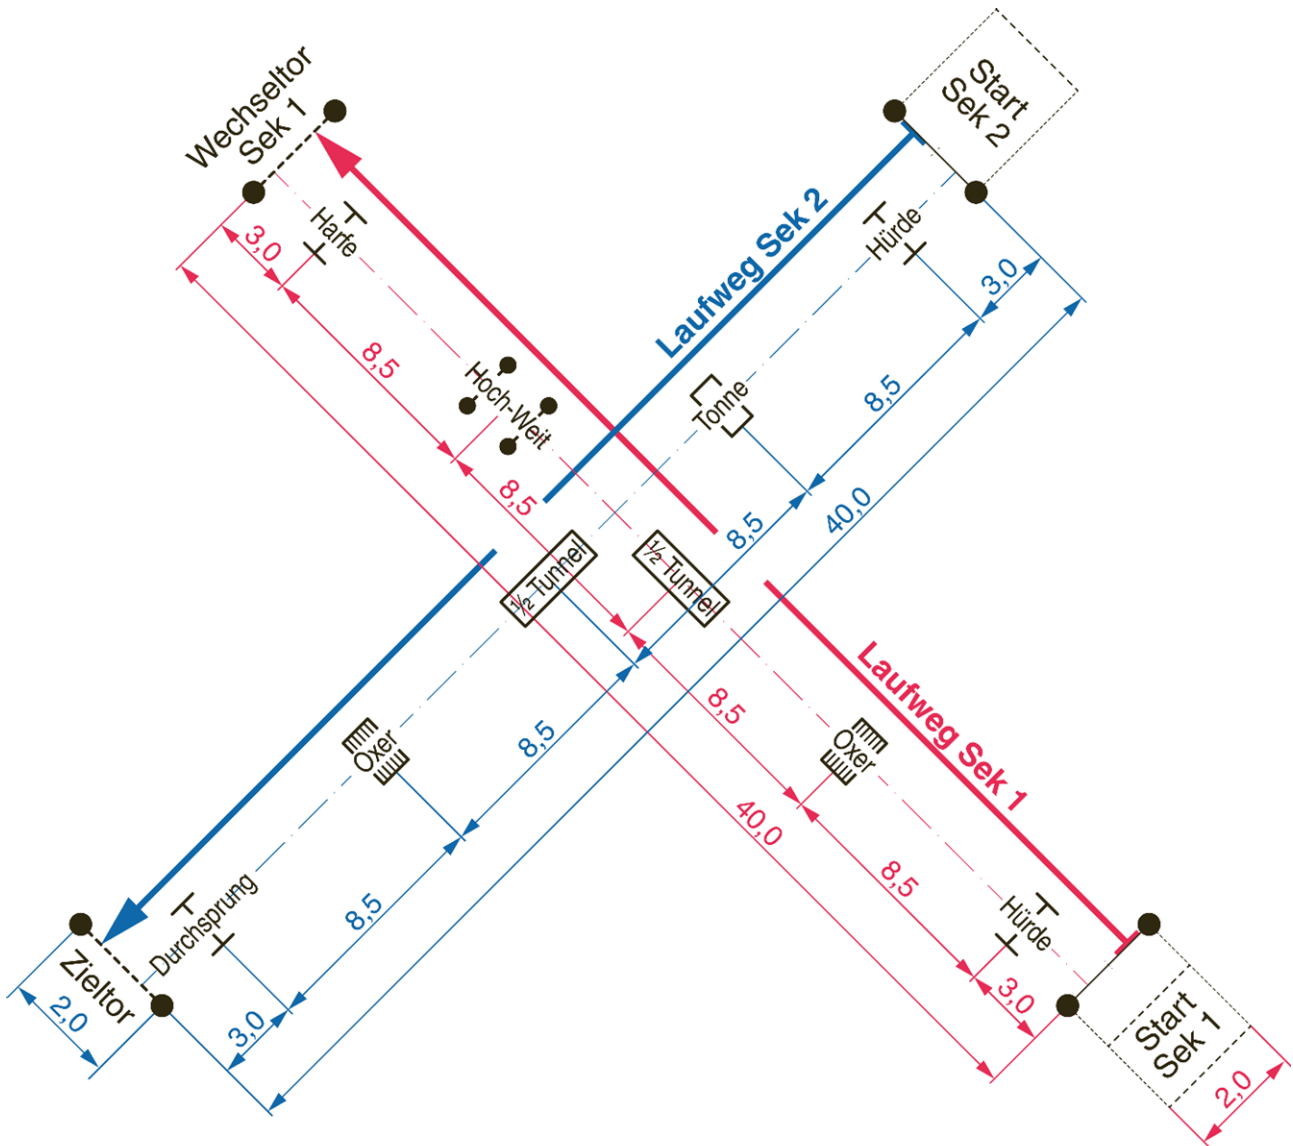 Wechseltor
Sek 1
Start
Sek 2
Harfe
3,0
Laufweg Sek 2
Hürde
3,0
8,5
Hoch-Weit
Tonne
8,5
8,5
8,5
40,0
½ Tunnel
½ Tunnel
Laufweg Sek 1
8,5
8,5
Oxer
Oxer
40,0
8,5
8,5
Durchsprung
Hürde
Zieltor
2,0
3,0
3,0
Start
Sek 1
2,0